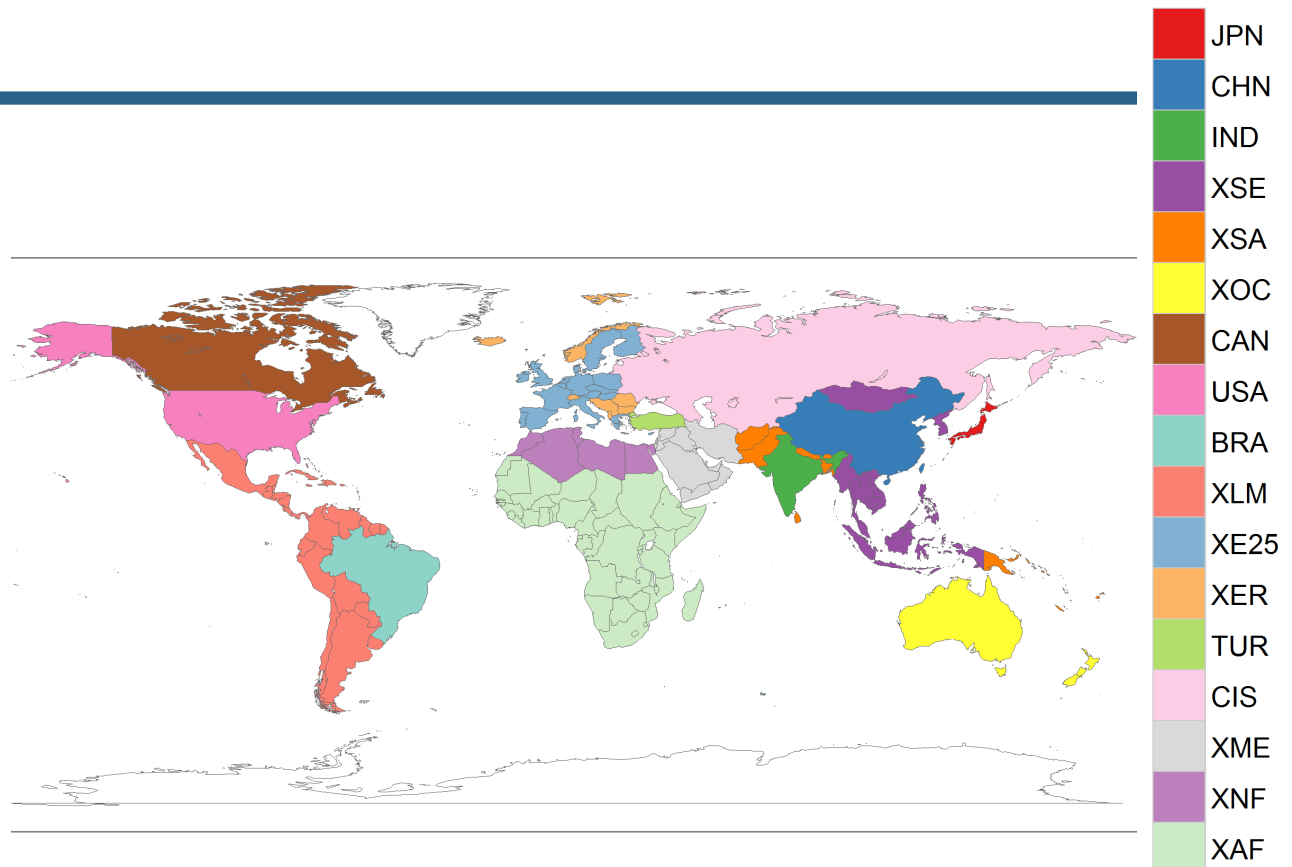 JPN
CHN
IND
XSE
XSA
XOC
CAN
USA
BRA
XLM
XE25
XER
TUR
CIS
XME
XNF
XAF